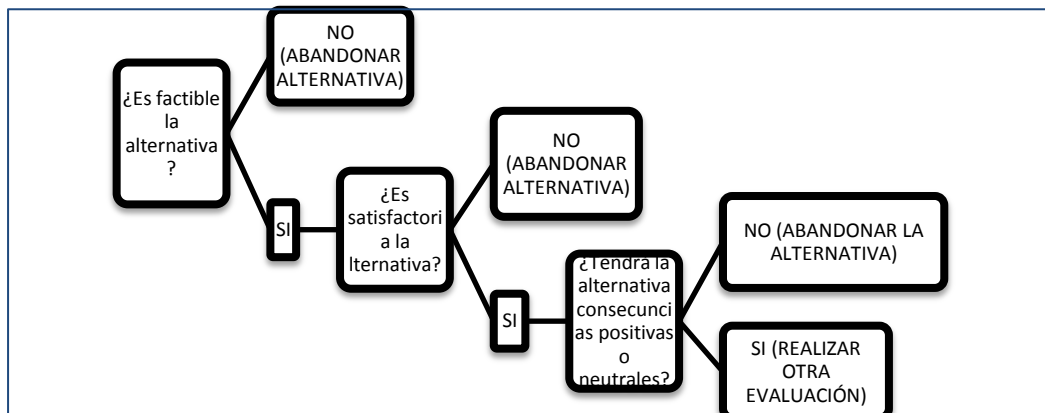 ¿Es factible
la
alternativa
?
NO
(ABANDONAR
ALTERNATIVA)
SI
¿Es
satisfactori
a la
lternativa?
NO
(ABANDONAR
ALTERNATIVA)
SI
¿Tendra la
alternativa
consecunci
as positivas
o
neutrales?
NO (ABANDONAR LA
ALTERNATIVA)
SI (REALIZAR
OTRA
EVALUACIÓN)